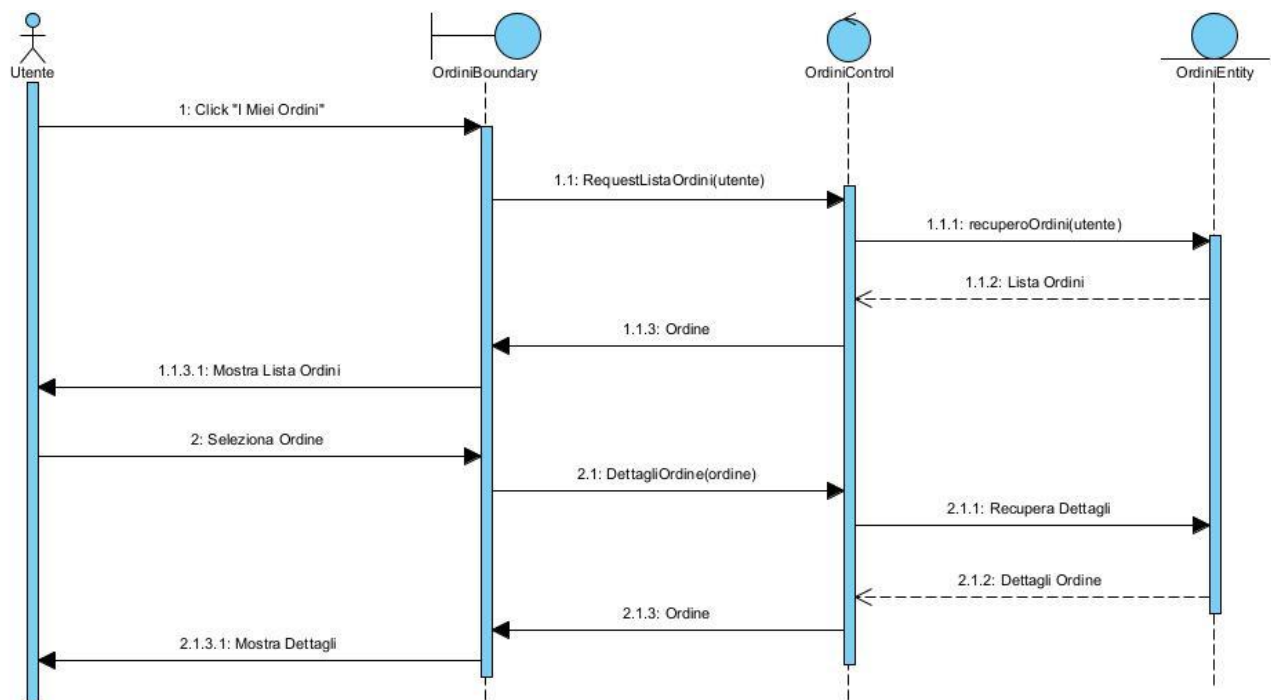 Utente
OrdiniBoundary
OrdiniControl
OrdiniEntity
1: Click "I Miei Ordini"
1.1: RequestListaOrdini(utente)
1.1.1: recuperoOrdini(utente)
1.1.2: Lista Ordini
1.1.3: Ordine
1.1.3.1: Mostra Lista Ordini
2: Seleziona Ordine
2.1: DettagliOrdine(ordine)
2.1.1: Recupera Dettagli
2.1.2: Dettagli Ordine
2.1.3: Ordine
2.1.3.1: Mostra Dettagli